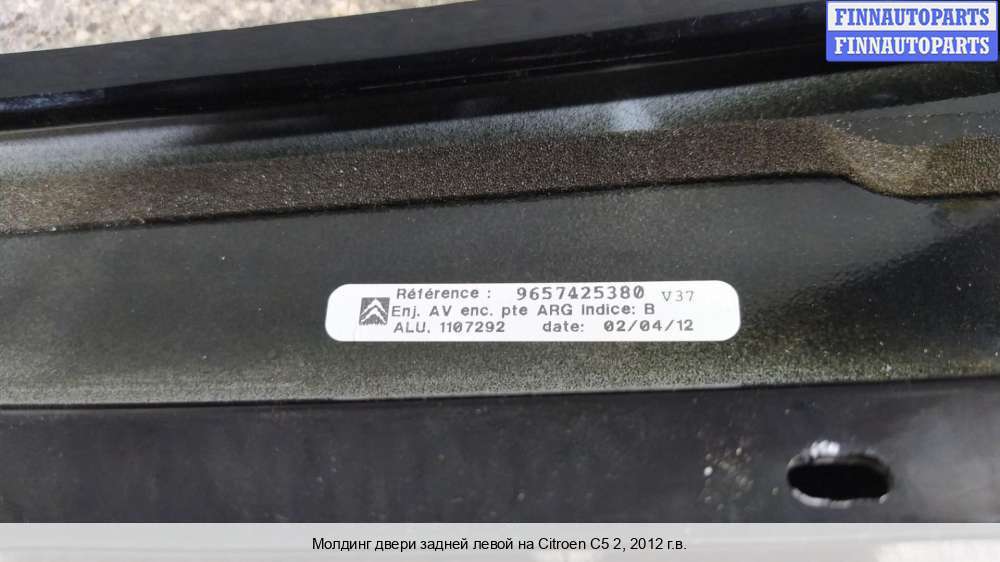 FINNAUTOPARTS
FINNAUTOPARTS
Référence : 9657425380 V37
Enj. AV enc. pte ARG Indice: B
ALU. 1107292 date: 02/04/12
Молдинг двери задней левой на Citroen C5 2, 2012 г.в.